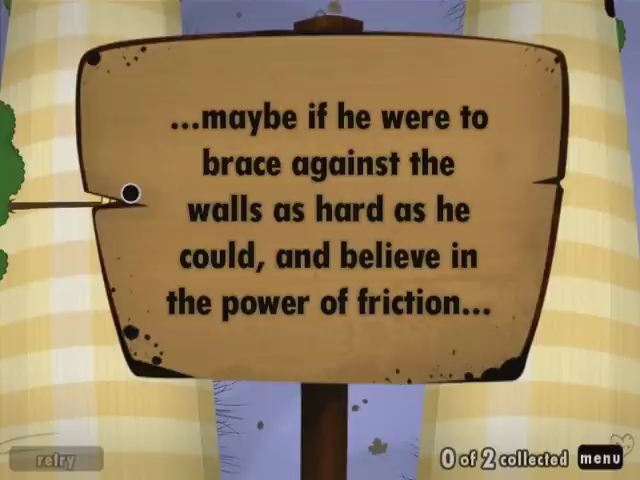 ...maybe if he were to
brace against the
walls as hard as he
could, and believe in
the power of friction...
retry
0 of 2 collected menu